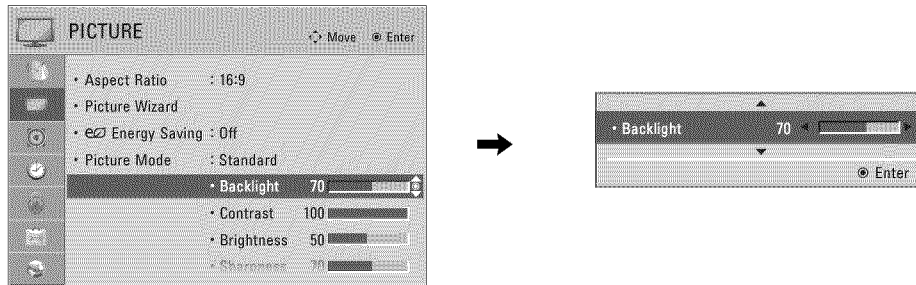 PICTURE
Move ◉ Enter
• Aspect Ratio : 16:9
• Picture Wizard
• Energy Saving : Off
• Picture Mode : Standard
• Backlight 70
• Contrast 100
• Brightness 50
• Sharpness 70
• Backlight 70
◉ Enter